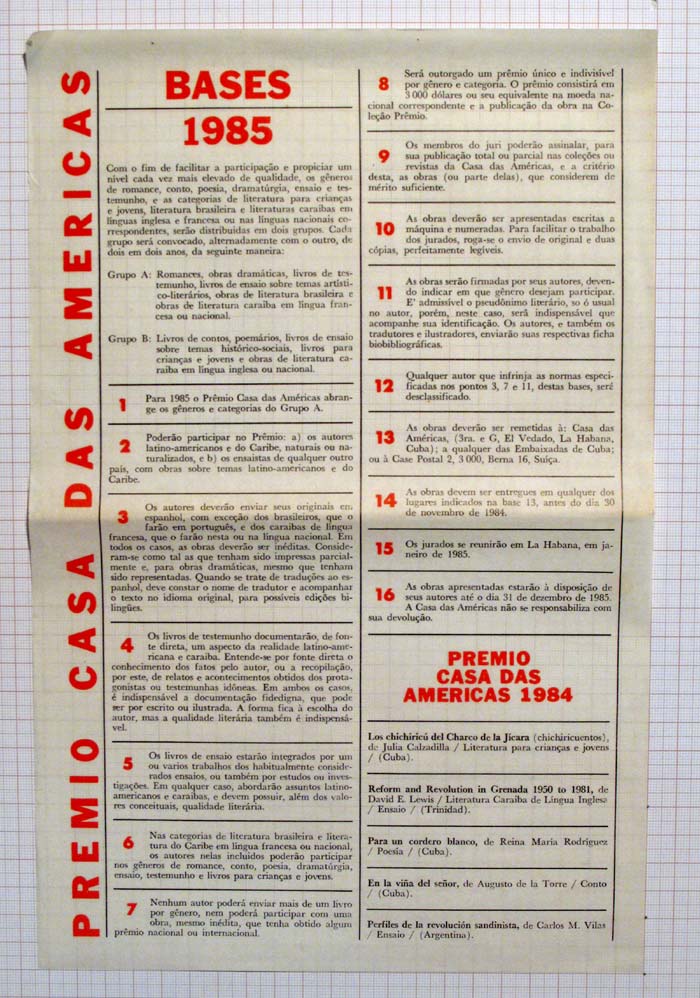 PREMIO CASA DAS AMERICAS
BASES
1985
Com o fim de facilitar a participação e propiciar um
nível cada vez mais elevado de qualidade, os gêneros
de romance, conto, poesia, dramatúrgia, ensaio e tes-
temunho, e as categorias de literatura para crianças
e jovens, literatura brasileira e literaturas caraíbas em
línguas inglesa e francesa ou nas línguas nacionais co-
rrespondentes, serão distribuidas em dois grupos. Cada
grupo será convocado, alternadamente com o outro, de
dois em dois anos, da seguinte maneira:
Grupo A: Romances, obras dramáticas, livros de tes-
temunho, livros de ensaio sobre temas artísti-
co-literários, obras de literatura brasileira e
obras de literatura caraíba em língua fran-
cesa ou nacional.
Grupo B: Livros de contos, poemários, livros de ensaio
sobre temas histórico-sociais, livros para
crianças e jovens e obras de literatura ca-
raíba em língua inglesa ou nacional.
1 Para 1985 o Prêmio Casa das Américas abran-
ge os gêneros e categorias do Grupo A.
2 Poderão participar no Prêmio: a) os autores
latino-americanos e do Caribe, naturais ou na-
turalizados, e b) os ensaistas de qualquer outro
país, com obras sobre temas latino-americanos e do
Caribe.
3 Os autores deverão enviar seus originais em
espanhol, com exceção dos brasileiros, que o
farão em português, e dos caraíbas de língua
francesa, que o farão nesta ou na língua nacional. Em
todos os casos, as obras deverão ser inéditas. Conside-
ram-se como tal as que tenham sido impressas parcial-
mente e, para obras dramáticas, mesmo que tenham
sido representadas. Quando se trate de traduções ao es-
panhol, deve constar o nome de tradutor e acompanhar
o texto no idioma original, para possíveis edições bi-
lingües.
4 Os livros de testemunho documentarão, de fon-
te direta, um aspecto da realidade latino-ame-
ricana e caraíba. Entende-se por fonte direta o
conhecimento dos fatos pelo autor, ou a recopilação,
por este, de relatos e acontecimentos obtidos dos prota-
gonistas ou testemunhas idôneas. Em ambos os casos,
é indispensável a documentação fidedigna, que pode
ser por escrito ou ilustrada. A forma fica à escolha do
autor, mas a qualidade literária também é indispensá-
vel.
5 Os livros de ensaio estarão integrados por um
ou varios trabalhos dos habitualmente conside-
rados ensaios, ou também por estudos ou inves-
tigações. Em qualquer caso, abordarão assuntos latino-
americanos e caraíbas, e devem possuir, além dos valo-
res conceituais, qualidade literária.
6 Nas categorias de literatura brasileira e litera-
tura do Caribe em língua francesa ou nacional,
os autores nelas incluidos poderão participar
nos gêneros de romance, conto, poesia, dramatúrgia,
ensaio, testemunho e livros para crianças e jovens.
7 Nenhum autor poderá enviar mais de um livro
por gênero, nem poderá participar com uma
obra, mesmo inédita, que tenha obtido algum
prêmio nacional ou internacional.
8 Será outorgado um prêmio único e indivisível
por gênero e categoria. O prêmio consistirá em
3 000 dólares ou seu equivalente na moeda na-
cional correspondente e a publicação da obra na Co-
leção Prêmio.
9 Os membros do juri poderão assinalar, para
sua publicação total ou parcial nas coleções ou
revistas da Casa das Américas, e a critério
desta, as obras (ou parte delas), que considerem de
mérito suficiente.
10 As obras deverão ser apresentadas escritas a
máquina e numeradas. Para facilitar o trabalho
dos jurados, roga-se o envio de original e duas
cópias, perfeitamente legíveis.
11 As obras serão firmadas por seus autores, deven-
do indicar em que gênero desejam participar.
E' admissível o pseudônimo literário, so ó usual
no autor, porém, neste caso, será indispensável que
acompanhe sua identificação. Os autores, e também os
tradutores e ilustradores, enviarão suas respectivas ficha
biobibliográficas.
12 Qualquer autor que infrinja as normas especi-
ficadas nos pontos 3, 7 e 11, destas bases, seré
desclassificado.
13 As obras deverão ser remetidas à: Casa das
Américas, (3ra. e G, El Vedado, La Habana,
Cuba); a qualquer das Embaixadas de Cuba;
ou à Case Postal 2, 3 000, Berna 16, Suíça.
14 As obras devem ser entregues em qualquer dos
lugares indicados na base 13, antes do dia 30
de novembro de 1984.
15 Os jurados se reunirão em La Habana, em ja-
neiro de 1985.
16 As obras apresentadas estarão à disposição de
seus autores até o dia 31 de dezembro de 1985.
A Casa das Américas não se responsabiliza com
sua devolução.
PREMIO
CASA DAS
AMERICAS 1984
Los chichiricú del Charco de la Jícara (chichiricuentos),
de Julia Calzadilla / Literatura para crianças e jovens
/ (Cuba).
Reform and Revolution in Grenada 1950 to 1981, de
David E. Lewis / Literatura Caraíba de Língua Inglesa
/ Ensaio / (Trinidad).
Para un cordero blanco, de Reina María Rodríguez
/ Poesia / (Cuba).
En la viña del señor, de Augusto de la Torre / Conto
/ (Cuba).
Perfiles de la revolución sandinista, de Carlos M. Vilas
/ Ensaio / (Argentina).